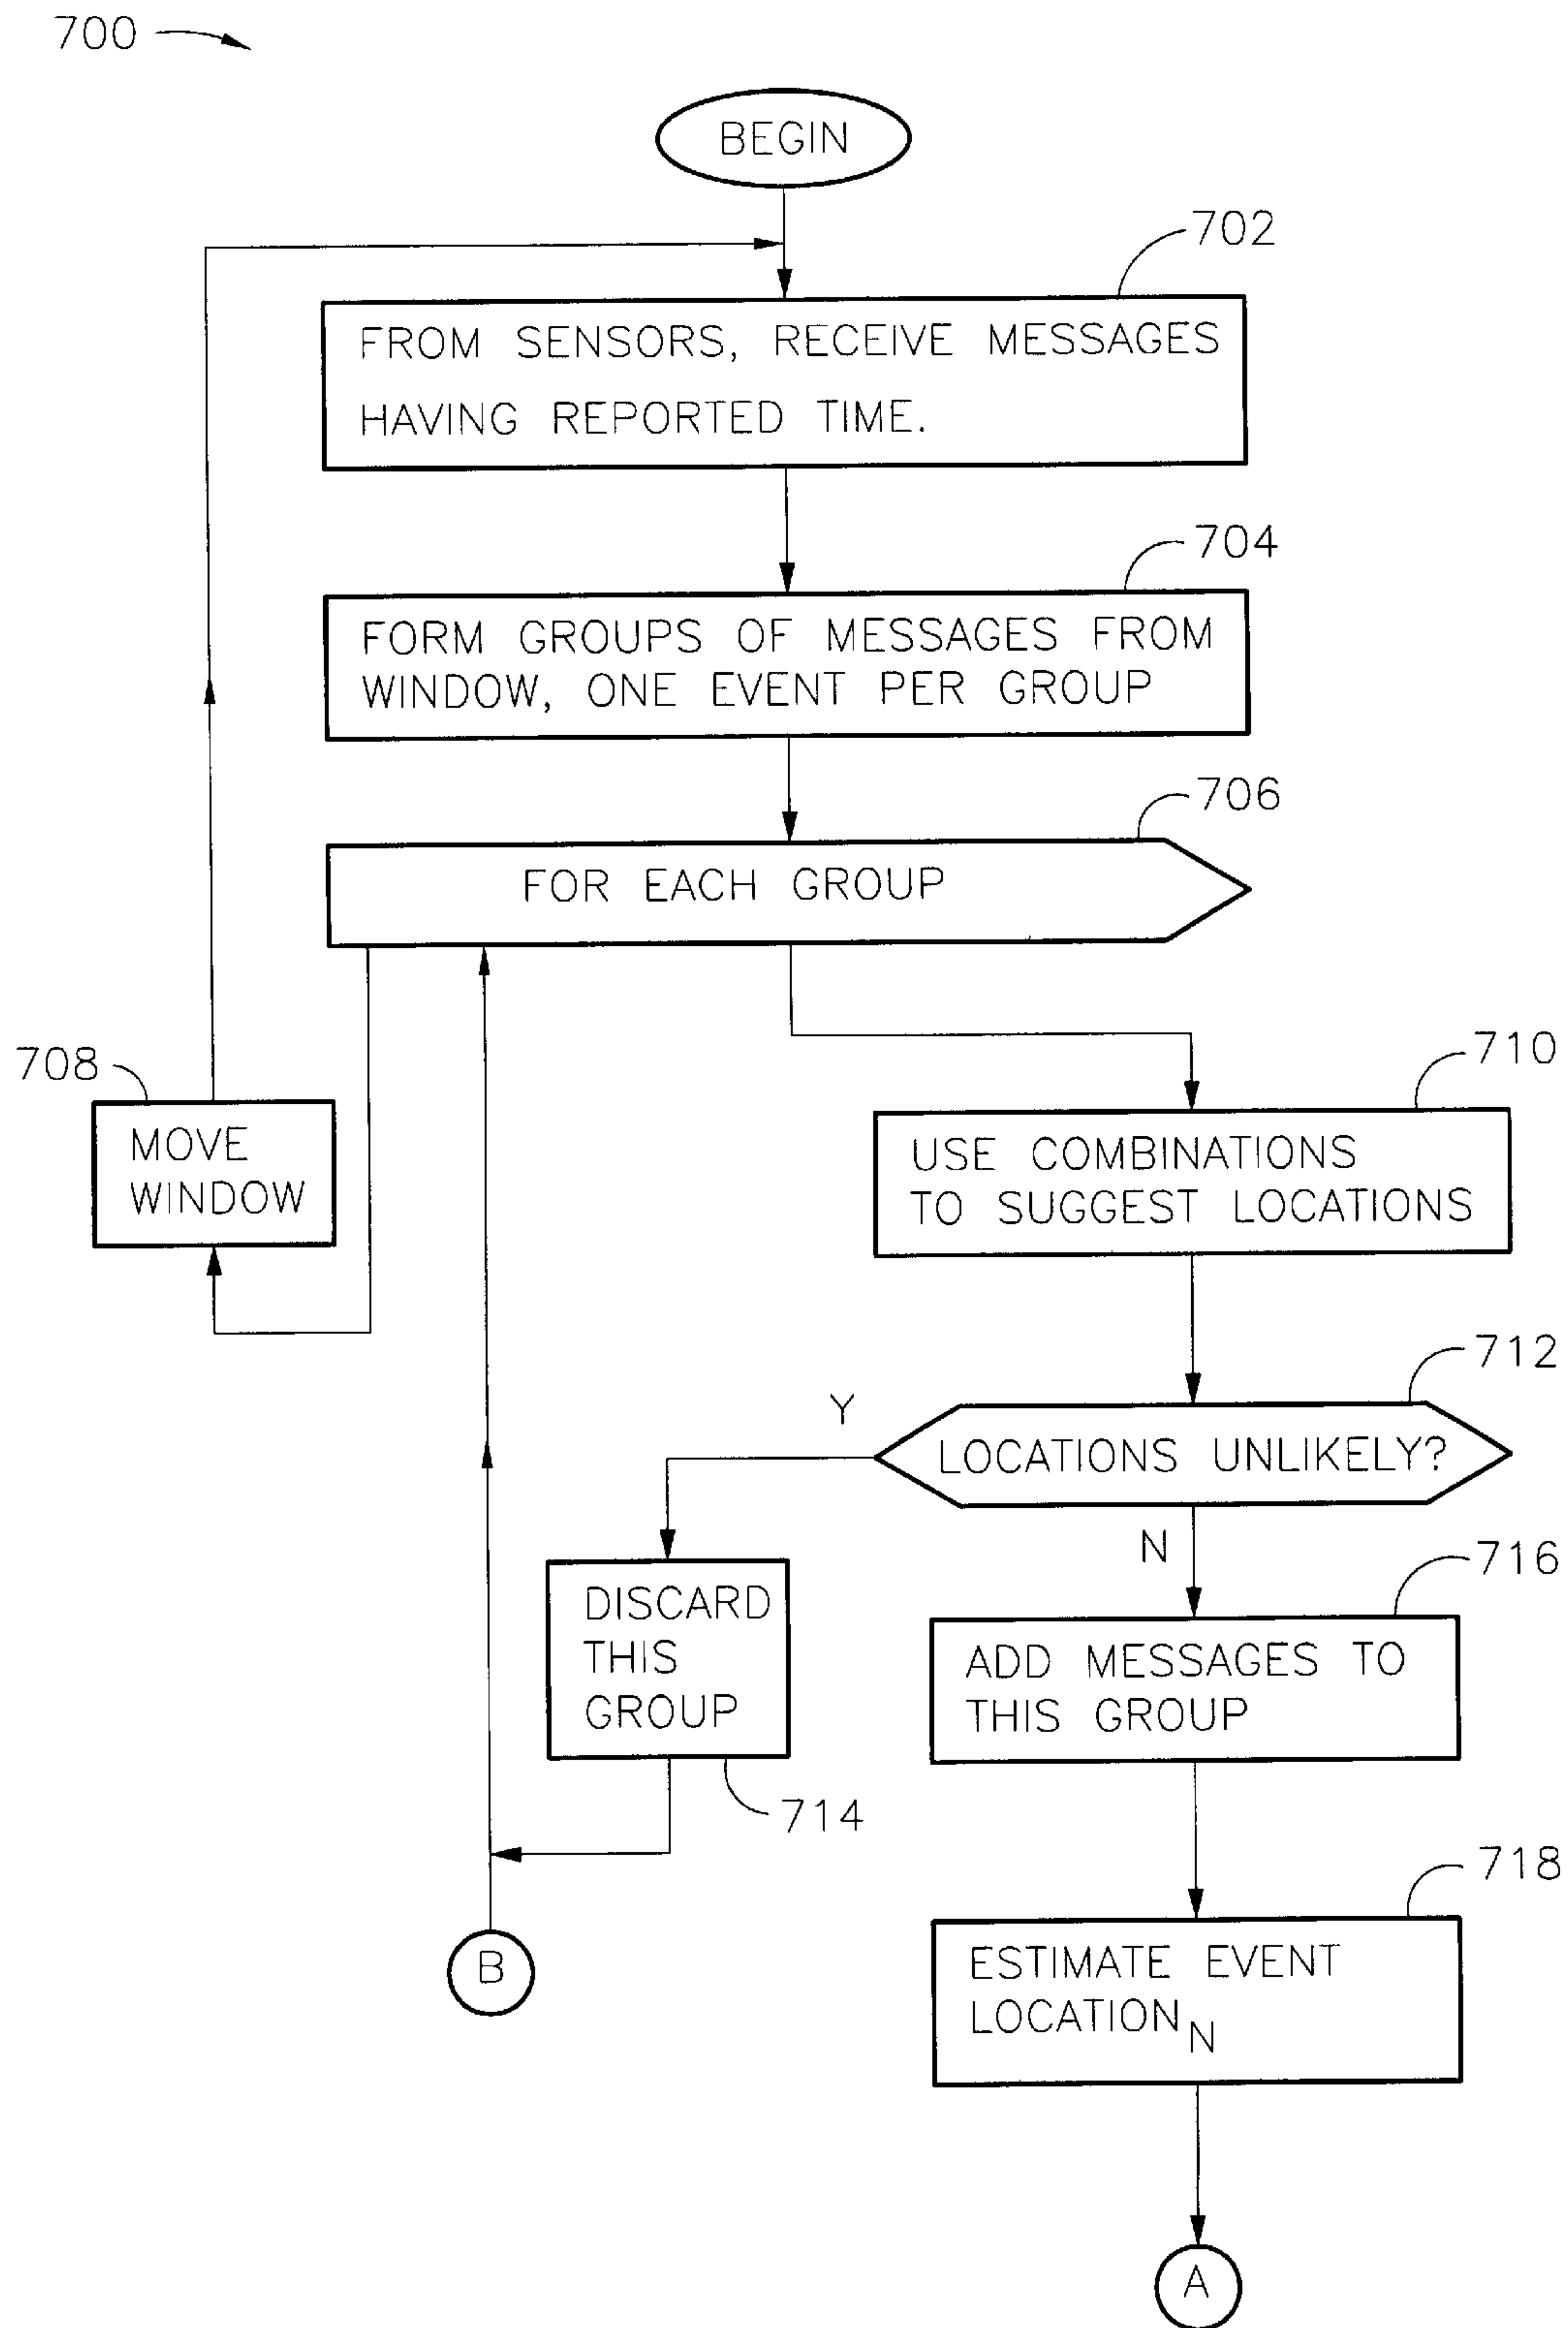 700
BEGIN
702
FROM SENSORS, RECEIVE MESSAGES
HAVING REPORTED TIME.
704
FORM GROUPS OF MESSAGES FROM
WINDOW, ONE EVENT PER GROUP
706
FOR EACH GROUP
708
MOVE
WINDOW
710
USE COMBINATIONS
TO SUGGEST LOCATIONS
712
Y
LOCATIONS UNLIKELY?
N
716
DISCARD
THIS
GROUP
714
ADD MESSAGES TO
THIS GROUP
718
ESTIMATE EVENT
LOCATION N
B
A